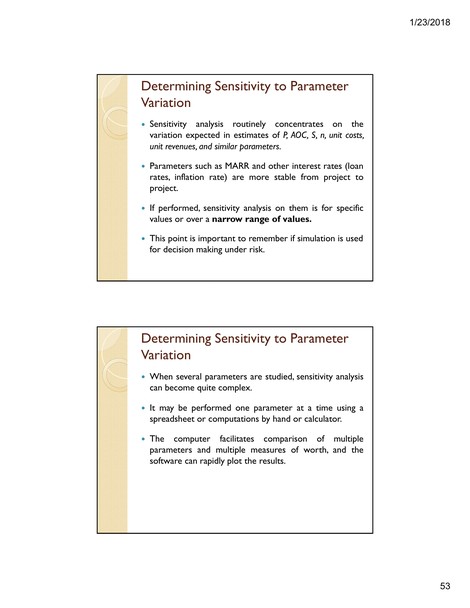 1/23/2018
Determining Sensitivity to Parameter
Variation
Sensitivity analysis routinely concentrates on the
variation expected in estimates of P, AOC, S, n, unit costs,
unit revenues, and similar parameters.
Parameters such as MARR and other interest rates (loan
rates, inflation rate) are more stable from project to
project.
If performed, sensitivity analysis on them is for specific
values or over a narrow range of values.
This point is important to remember if simulation is used
for decision making under risk.
Determining Sensitivity to Parameter
Variation
When several parameters are studied, sensitivity analysis
can become quite complex.
It may be performed one parameter at a time using a
spreadsheet or computations by hand or calculator.
The computer facilitates comparison of multiple
parameters and multiple measures of worth, and the
software can rapidly plot the results.
53